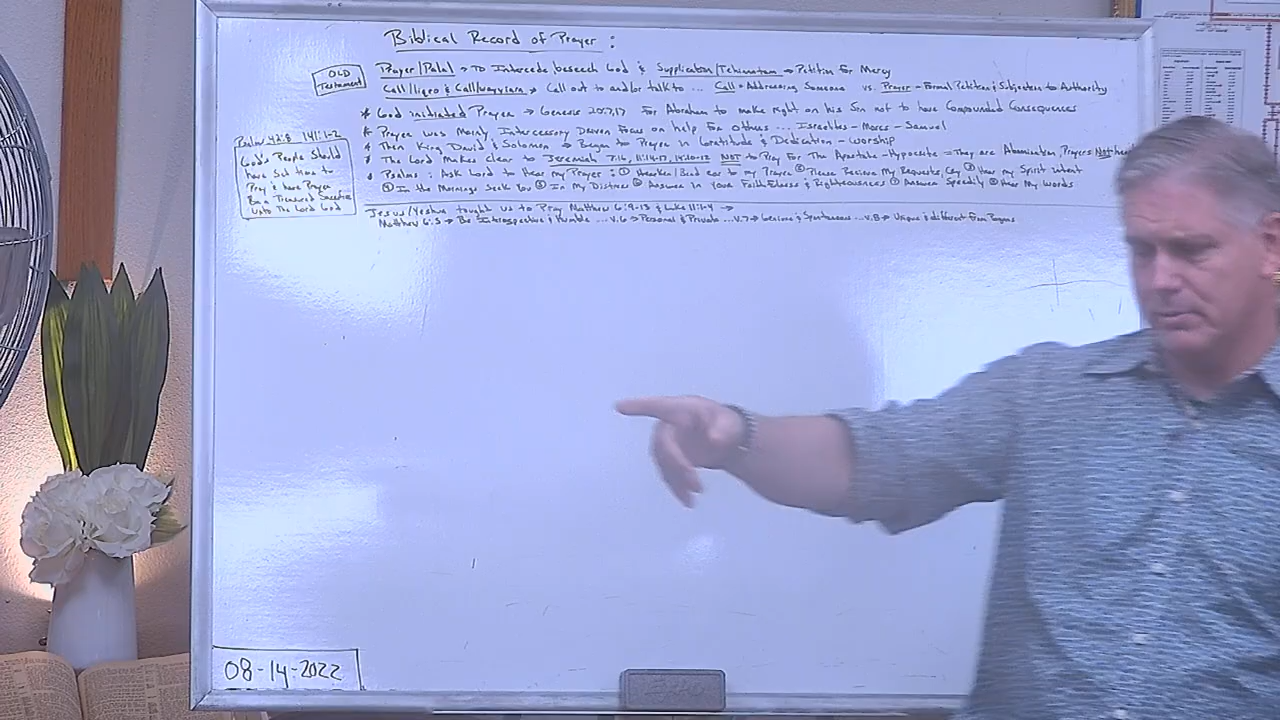 Biblical Record of Prayer :
OLD
Testament
Prayer/Palal - Intercede/beseech God & Supplication/Tehinnatam → Petition for Mercy
Call/Iigro & Call/wayyiqra → Call out to and/or talk to ... Call - Addressing Someone vs. Prayer - Formal Petition & Subjection to Authority
* God initiated Prayer → Genesis 20:7,17 For Abraham to make right on his Sin not to have Compounded Consequences
* Prayer was Mainly Intercessory Driven Focus on help for others ... Israelites - Moses - Samuel
* Then King David & Solomon → Began to Prayer in Gratitude & Dedication - Worship
* The Lord Makes clear to Jeremiah 7:16, 11:14-17, 14:10-12 NOT to Pray For The Apostate - Hypocrite = They are Abomination, Prayers Not heard
* Psalms : Ask Lord to Hear my Prayer : ① Hearken/Bend ear to my Prayer ② Please Receive My Requests, Cry ③ Hear my Spirit intent
④ In the Morning Seek You ⑤ In My Distress ⑥ Answer in your Faithfulness & Righteousness ⑦ Answer Speedily ⑧ Hear My Words
Psalm 42:8 141:1-2
God's People Should
have Set time to
Pray & have Prayer
Be a Treasured
Unto The Lord God
Jesus/Yeshua taught us to Pray Matthew 6:9-13 & Luke 11:1-4 →
Matthew 6:5 → Be Introspective & Humble ... v.6 → Personal & Private ... v.7 → Genuine & Spontaneous ... v.8 → Unique & different From Pagans
08-14-2022